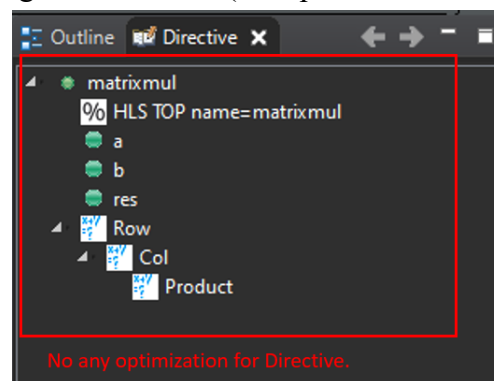 Outline Directive
matrixmul
% HLS TOP name=matrixmul
a
b
res
Row
Col
Product
No any optimization for Directive.